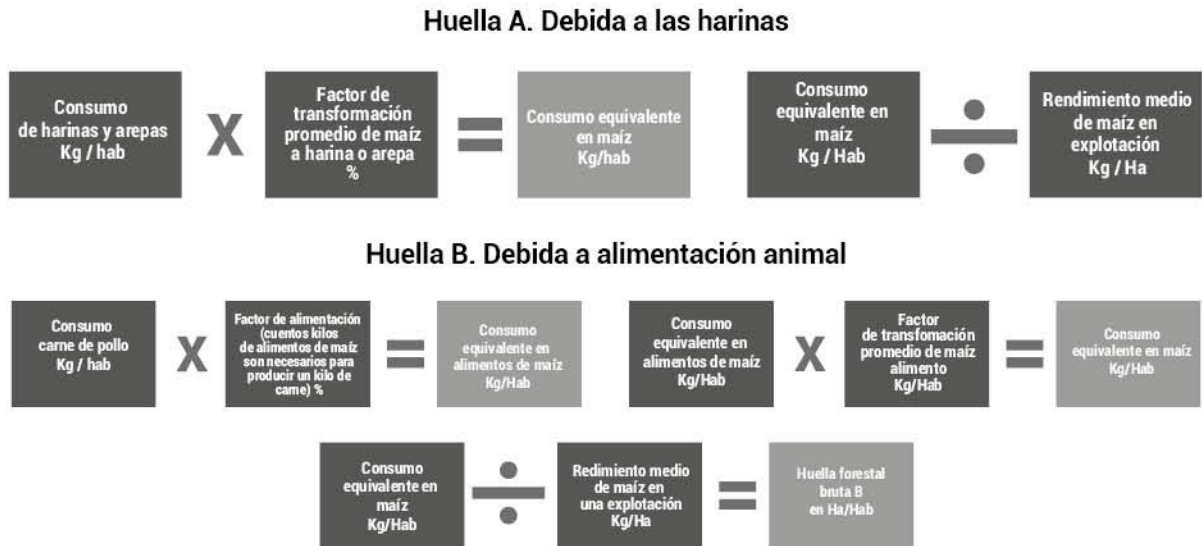 Huella A. Debida a las harinas
Consumo
de harinas y arepas
Kg / hab
X
Factor de
transformación
promedio de maíz
a harina o arepa
%
=
Consumo equivalente
en maíz
Kg/hab
Consumo
equivalente en
maíz
Kg / Hab
÷
Rendimiento medio
de maíz en
explotación
Kg / Ha
Huella B. Debida a alimentación animal
Consumo
carne de pollo
Kg / hab
X
Factor de alimentación
(cuentos kilos
de alimentos de maíz
son necesarios para
producir un kilo de
carne) %
=
Consumo
equivalente en
alimentos de maíz
Kg/Hab
Consumo
equivalente en
alimentos de maíz
Kg/Hab
X
Factor
de transfomación
promedio de maíz
alimento
Kg/Hab
=
Consumo
equivalente en maíz
Kg/Hab
Consumo
equivalente en
maíz
Kg/Hab
÷
Redimiento medio
de maíz en
una explotación
Kg/Ha
=
Huella forestal
bruta B
en Ha/Hab